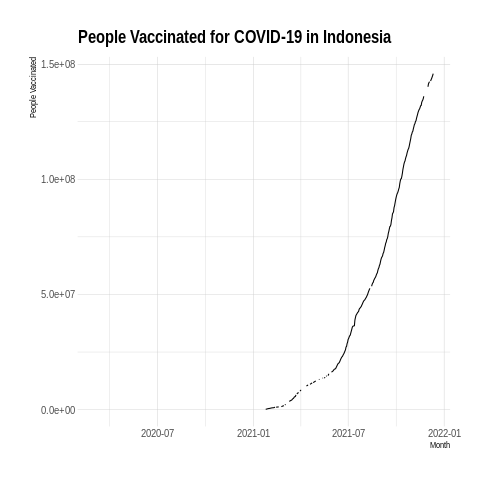 People Vaccinated for COVID-19 in Indonesia
People Vaccinated
1.5e+08
1.0e+08
5.0e+07
0.0e+00
2020-07
2021-01
2021-07
2022-01
Month